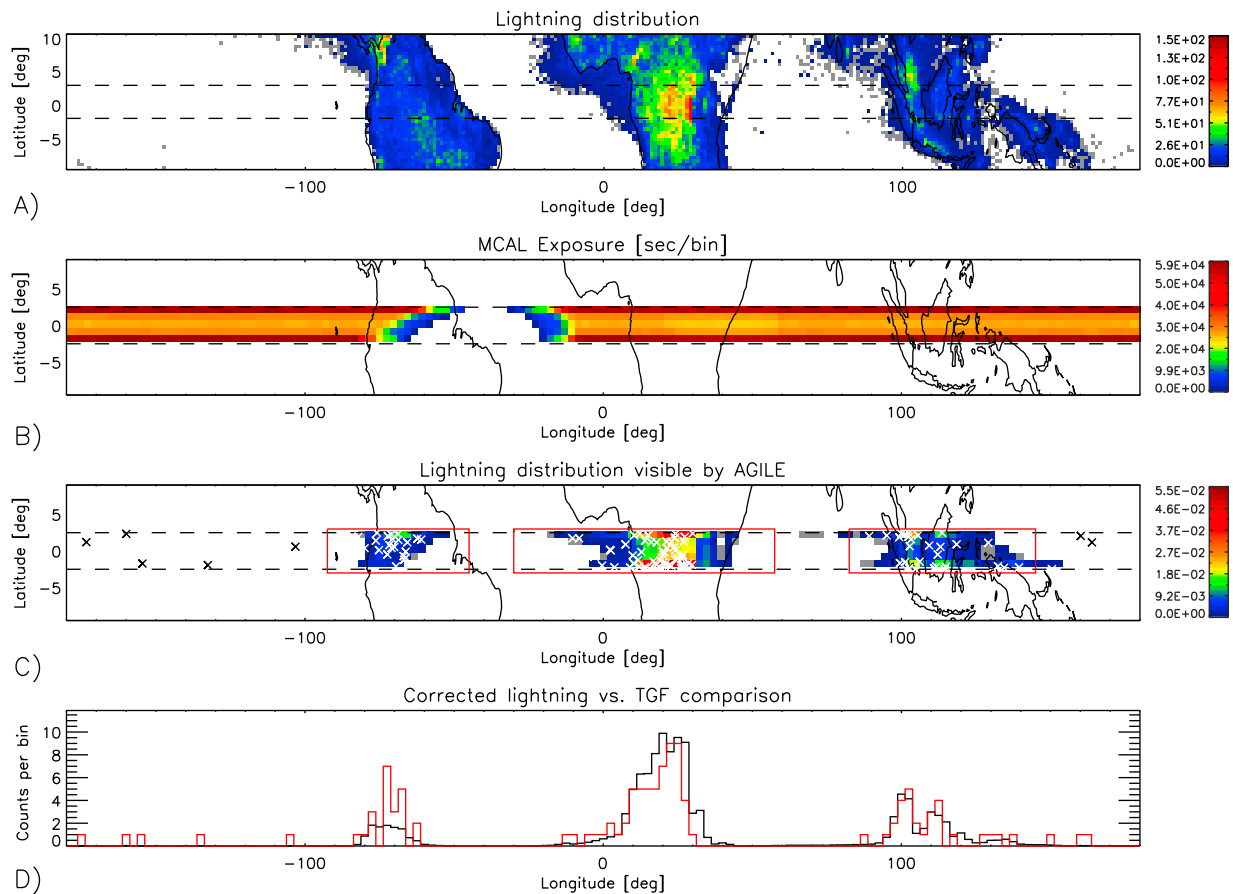 Lightning distribution
10
5
0
−5
Latitude [deg]
−100
0
100
Longitude [deg]
1.5E+02
1.2E+02
1.0E+02
7.7E+01
5.1E+01
2.6E+01
0.0E+00
A)
MCAL Exposure [sec/bin]
5
0
−5
Latitude [deg]
−100
0
100
Longitude [deg]
5.9E+04
4.9E+04
4.0E+04
3.0E+04
2.0E+04
9.9E+03
0.0E+00
B)
Lightning distribution visible by AGILE
5
0
−5
Latitude [deg]
−100
0
100
Longitude [deg]
5.5E−02
4.6E−02
3.7E−02
2.7E−02
1.8E−02
9.2E−03
0.0E+00
C)
Corrected lightning vs. TGF comparison
10
8
6
4
2
0
Counts per bin
−100
0
100
Longitude [deg]
D)